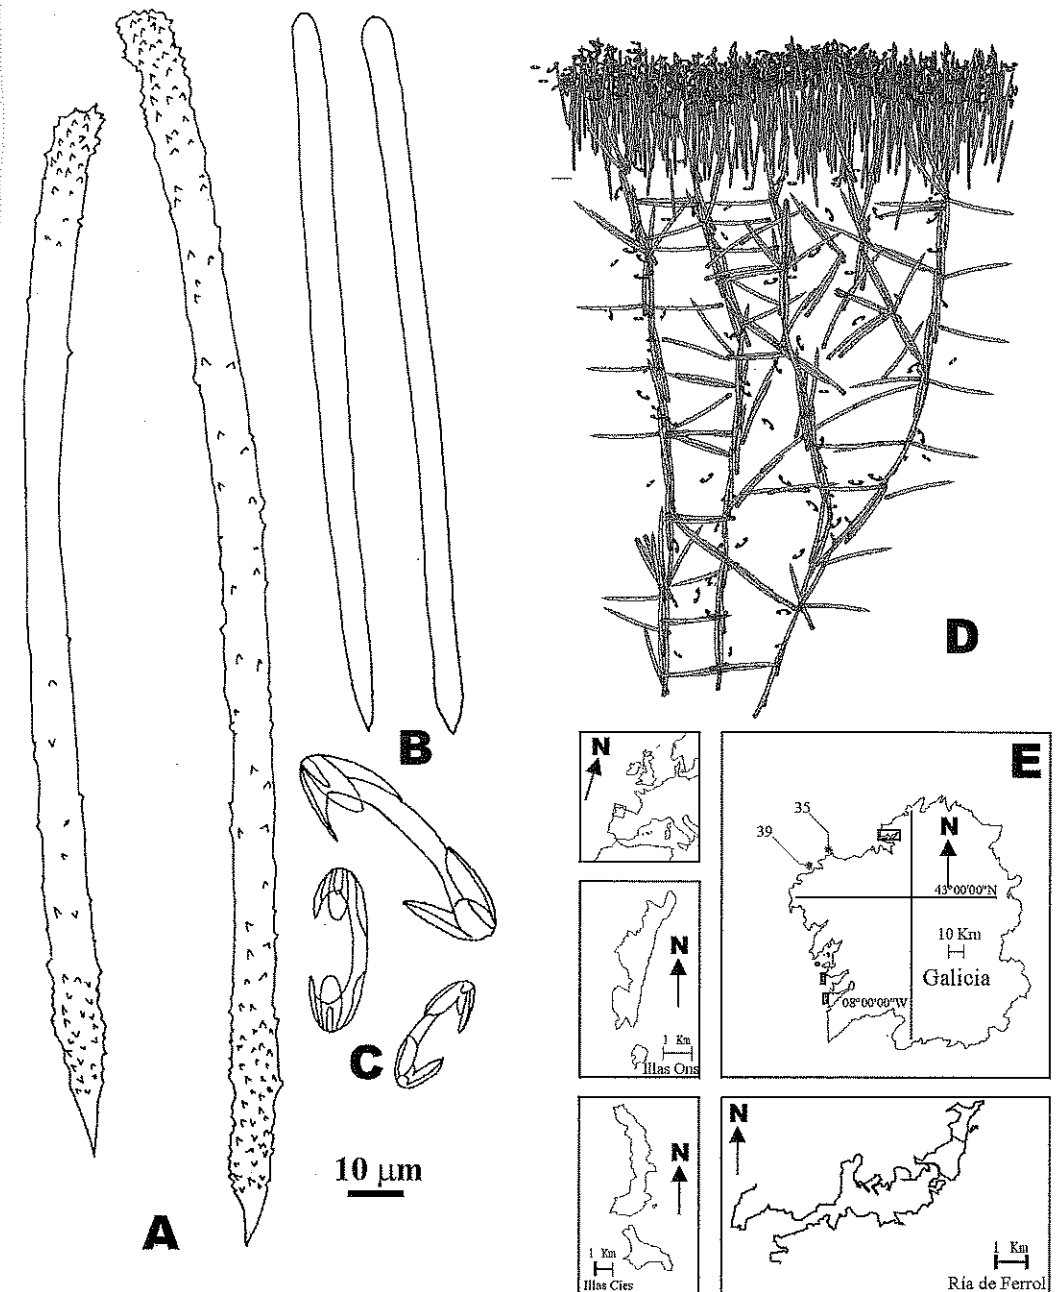 A
B
C
10 µm
D
N
E
35
39
N
43°00'00"N
10 Km
Galicia
08°00'00"W
N
1 Km
Illas Ons
N
1 Km
Illas Cies
N
1 Km
Ría de Ferrol